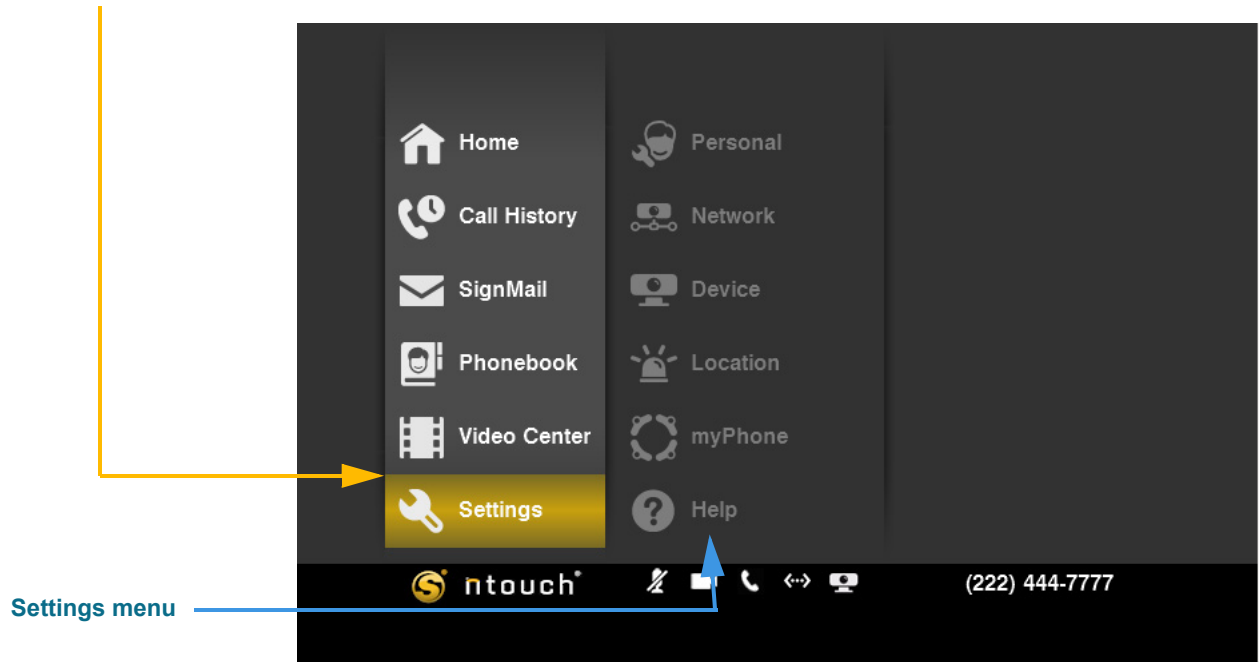 Home
Personal
Call History
Network
SignMail
Device
Phonebook
Location
Video Center
myPhone
Settings
Help
S ntouch®
(222) 444-7777
Settings menu